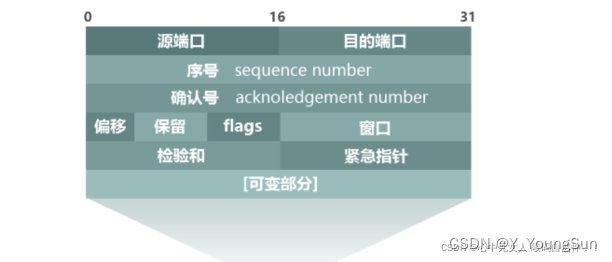 0 16 31
源端口 目的端口
序号 sequence number
确认号 acknoledgement number
偏移 保留 flags 窗口
检验和 紧急指针
[可变部分]
CSDN @Y_YoungSun